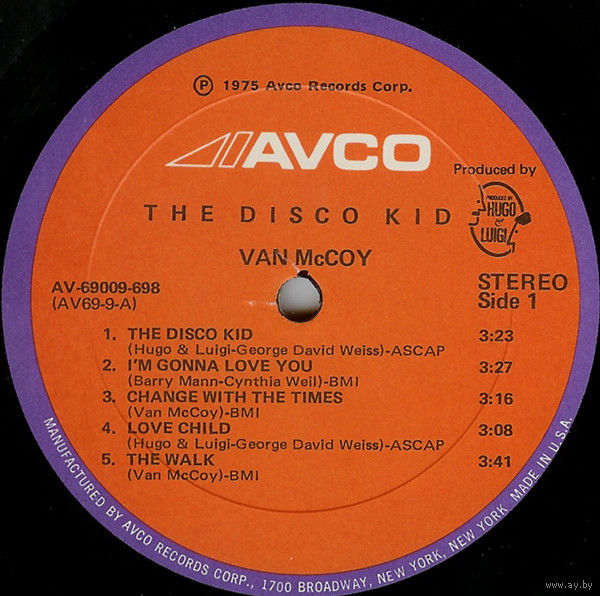 ℗ 1975 Avco Records Corp.
AVCO
Produced by
PRODUCED BY
HUGO
&
LUIGI
THE DISCO KID
VAN McCOY
AV-69009-698
(AV69-9-A)
STEREO
Side 1
1. THE DISCO KID 3:23
(Hugo & Luigi-George David Weiss)-ASCAP
2. I'M GONNA LOVE YOU 3:27
(Barry Mann-Cynthia Weil)-BMI
3. CHANGE WITH THE TIMES 3:16
(Van McCoy)-BMI
4. LOVE CHILD 3:08
(Hugo & Luigi-George David Weiss)-ASCAP
5. THE WALK 3:41
(Van McCoy)-BMI
MANUFACTURED BY AVCO RECORDS CORP., 1700 BROADWAY, NEW YORK, NEW YORK MADE IN U.S.A.
www.ay.by